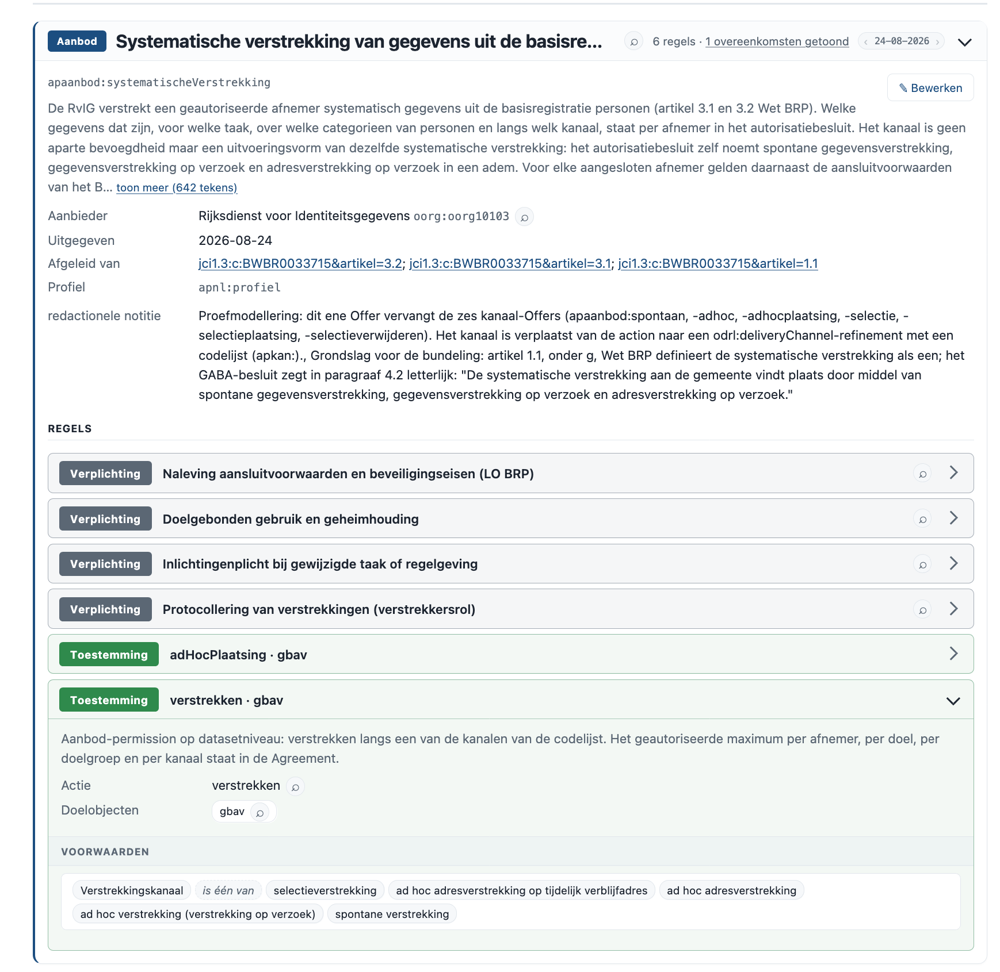 Aanbod Systematische verstrekking van gegevens uit de basisre... 6 regels · 1 overeenkomsten getoond ‹ 24–08–2026 ›
apaanbod:systematischeVerstrekking
✎ Bewerken
De RvIG verstrekt een geautoriseerde afnemer systematisch gegevens uit de basisregistratie personen (artikel 3.1 en 3.2 Wet BRP). Welke
gegevens dat zijn, voor welke taak, over welke categorieen van personen en langs welk kanaal, staat per afnemer in het autorisatiebesluit. Het kanaal is geen
aparte bevoegdheid maar een uitvoeringsvorm van dezelfde systematische verstrekking: het autorisatiebesluit zelf noemt spontane gegevensverstrekking,
gegevensverstrekking op verzoek en adresverstrekking op verzoek in een adem. Voor elke aangesloten afnemer gelden daarnaast de aansluitvoorwaarden
van het B... toon meer (642 tekens)
Aanbieder Rijksdienst voor Identiteitsgegevens oorg:oorg10103
Uitgegeven 2026-08-24
Afgeleid van jci1.3:c:BWBR0033715&artikel=3.2; jci1.3:c:BWBR0033715&artikel=3.1; jci1.3:c:BWBR0033715&artikel=1.1
Profiel apnl:profiel
redactionele notitie Proefmodellering: dit ene Offer vervangt de zes kanaal-Offers (apaanbod:spontaan, -adhoc, -adhocplaatsing, -selectie, -
selectieplaatsing, -selectieverwijderen). Het kanaal is verplaatst van de action naar een odrl:deliveryChannel-refinement met een
codelijst (apkan:)., Grondslag voor de bundeling: artikel 1.1, onder g, Wet BRP definieert de systematische verstrekking als een; het
GABA-besluit zegt in paragraaf 4.2 letterlijk: "De systematische verstrekking aan de gemeente vindt plaats door middel van
spontane gegevensverstrekking, gegevensverstrekking op verzoek en adresverstrekking op verzoek."
REGELS
Verplichting Naleving aansluitvoorwaarden en beveiligingseisen (LO BRP)
Verplichting Doelgebonden gebruik en geheimhouding
Verplichting Inlichtingenplicht bij gewijzigde taak of regelgeving
Verplichting Protocollering van verstrekkingen (verstrekkersrol)
Toestemming adHocPlaatsing · gbav
Toestemming verstrekken · gbav
Aanbod-permission op datasetniveau: verstrekken langs een van de kanalen van de codelijst. Het geautoriseerde maximum per afnemer, per doel, per
doelgroep en per kanaal staat in de Agreement.
Actie verstrekken
Doelobjecten gbav
VOORWAARDEN
Verstrekkingskanaal is één van selectieverstrekking ad hoc adresverstrekking op tijdelijk verblijfadres ad hoc adresverstrekking
ad hoc verstrekking (verstrekking op verzoek) spontane verstrekking